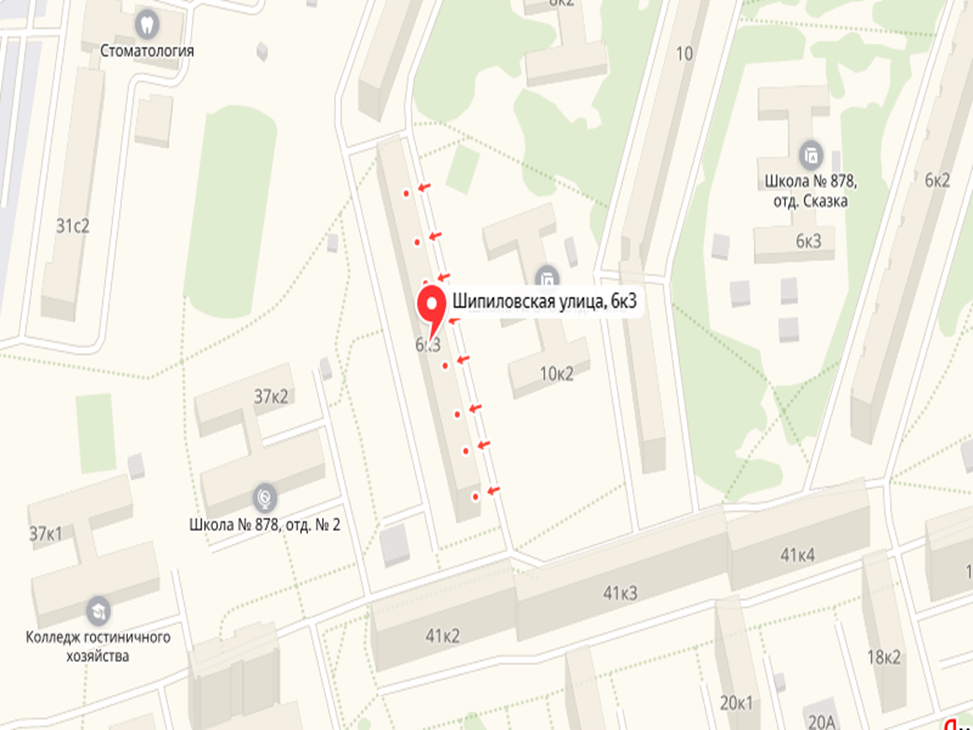 8к2
Стоматология
10
Школа № 878,
отд. Сказка
6к2
31с2
6к3
Шипиловская улица, 6к3
6к3
10к2
37к2
Школа № 878, отд. № 2
37к1
41к4
41к3
Колледж гостиничного
хозяйства
41к2
18к2
20к1
20А